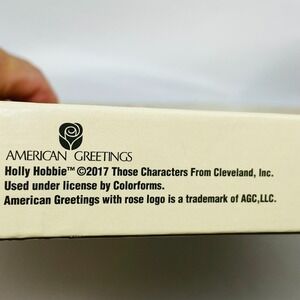 AMERICAN GREETINGS
Holly Hobbie™©2017 Those Characters From Cleveland, Inc.
Used under license by Colorforms.
American Greetings with rose logo is a trademark of AGC,LLC.